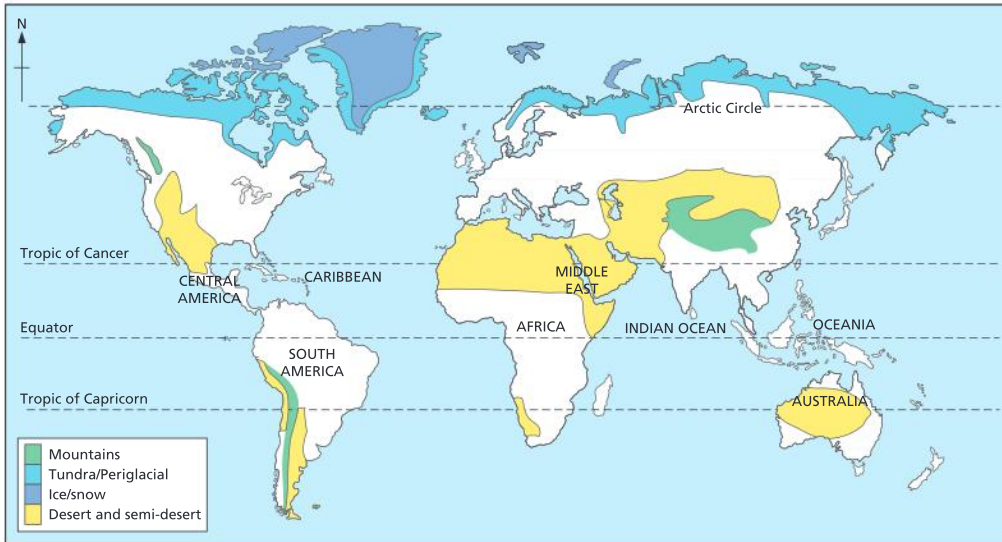 N
Arctic Circle
Tropic of Cancer
CENTRAL
AMERICA
CARIBBEAN
MIDDLE
EAST
Equator
AFRICA
INDIAN OCEAN
OCEANIA
SOUTH
AMERICA
Tropic of Capricorn
AUSTRALIA
Mountains
Tundra/Periglacial
Ice/snow
Desert and semi-desert